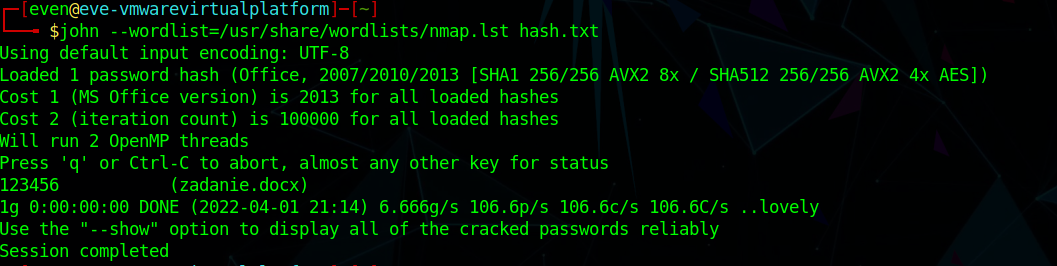 ┌─[even@eve-vmwarevirtualplatform]─[~]
└──╼ $john --wordlist=/usr/share/wordlists/nmap.lst hash.txt
Using default input encoding: UTF-8
Loaded 1 password hash (Office, 2007/2010/2013 [SHA1 256/256 AVX2 8x / SHA512 256/256 AVX2 4x AES])
Cost 1 (MS Office version) is 2013 for all loaded hashes
Cost 2 (iteration count) is 100000 for all loaded hashes
Will run 2 OpenMP threads
Press 'q' or Ctrl-C to abort, almost any other key for status
123456           (zadanie.docx)
1g 0:00:00:00 DONE (2022-04-01 21:14) 6.666g/s 106.6p/s 106.6c/s 106.6C/s ..lovely
Use the "--show" option to display all of the cracked passwords reliably
Session completed